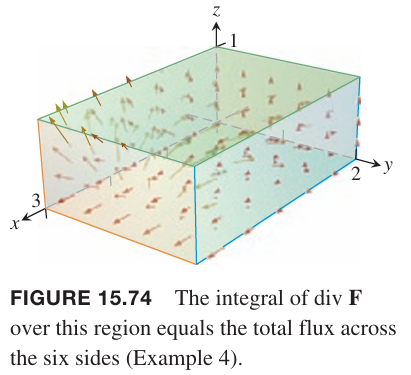 z
1
3
x
2
y
FIGURE 15.74 The integral of div F
over this region equals the total flux across
the six sides (Example 4).